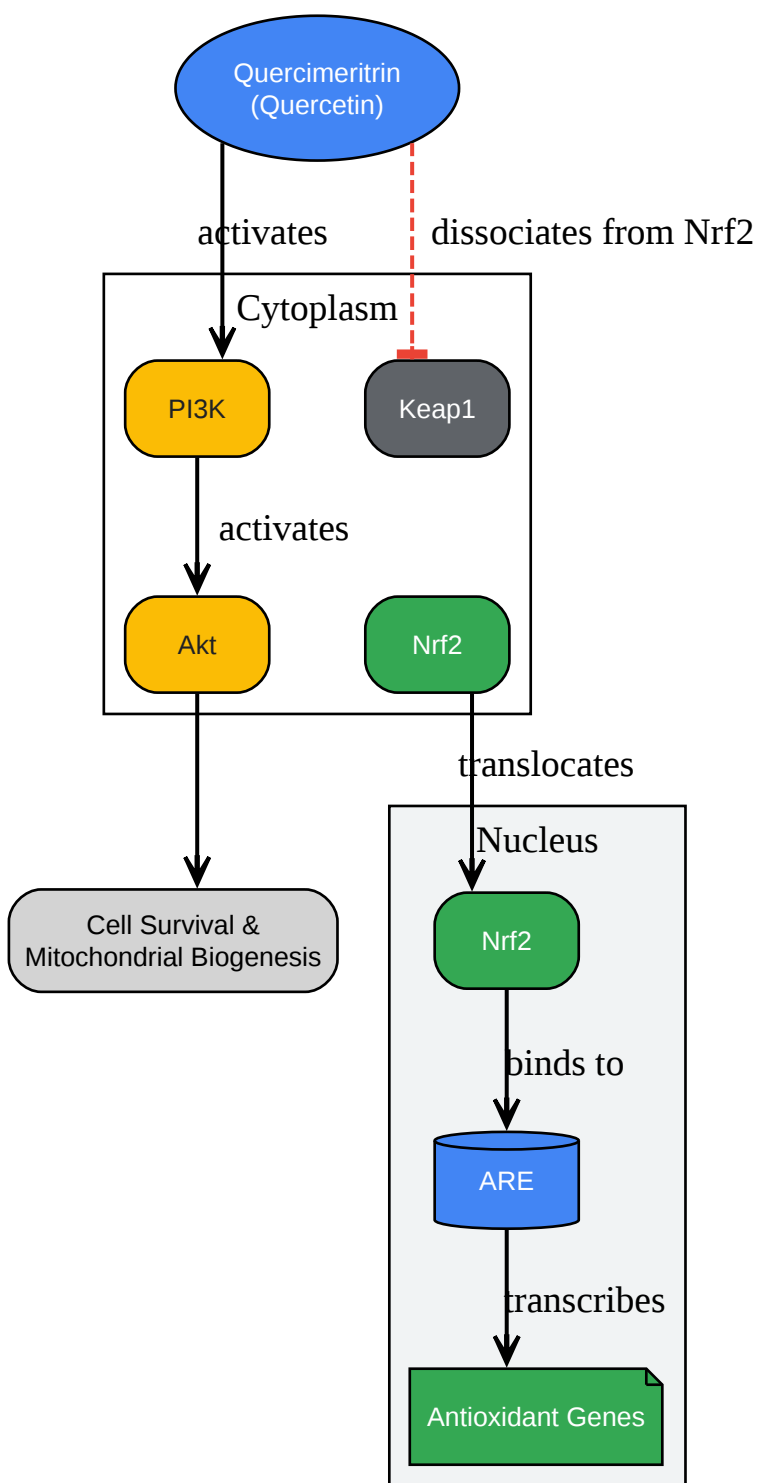 Quercimeritrin
(Quercetin)
activates
dissociates from Nrf2
Cytoplasm
PI3K
Keap1
activates
Akt
Nrf2
translocates
Nucleus
Cell Survival &
Mitochondrial Biogenesis
Nrf2
binds to
ARE
transcribes
Antioxidant Genes